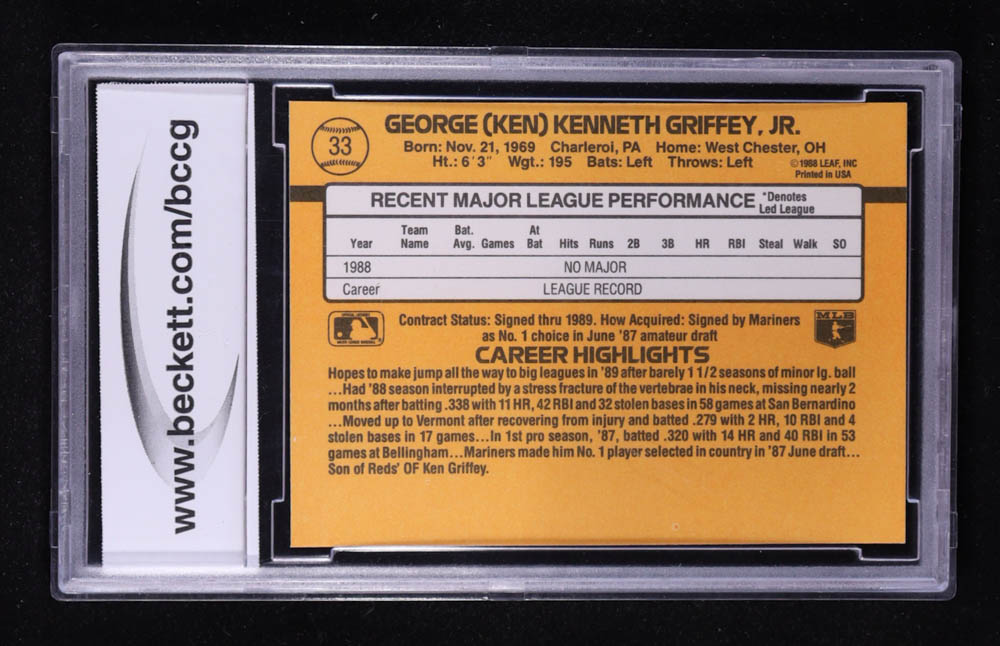 www.beckett.com/bccg
33
GEORGE (KEN) KENNETH GRIFFEY, JR.
Born: Nov. 21, 1969 Charleroi, PA Home: West Chester, OH
Ht.: 6'3" Wgt.: 195 Bats: Left Throws: Left
©1988 LEAF, INC
Printed in USA
RECENT MAJOR LEAGUE PERFORMANCE *Denotes
Led League
Year Team Name Bat. Avg. Games At Bat Hits Runs 2B 3B HR RBI Steal Walk SO
1988 NO MAJOR
Career LEAGUE RECORD
Contract Status: Signed thru 1989. How Acquired: Signed by Mariners
as No. 1 choice in June '87 amateur draft
MLB
CAREER HIGHLIGHTS
Hopes to make jump all the way to big leagues in '89 after barely 1 1/2 seasons of minor lg. ball
...Had '88 season interrupted by a stress fracture of the vertebrae in his neck, missing nearly 2
months after batting .338 with 11 HR, 42 RBI and 32 stolen bases in 58 games at San Bernardino
...Moved up to Vermont after recovering from injury and batted .279 with 2 HR, 10 RBI and 4
stolen bases in 17 games...In 1st pro season, '87, batted .320 with 14 HR and 40 RBI in 53
games at Bellingham...Mariners made him No. 1 player selected in country in '87 June draft...
Son of Reds' OF Ken Griffey.